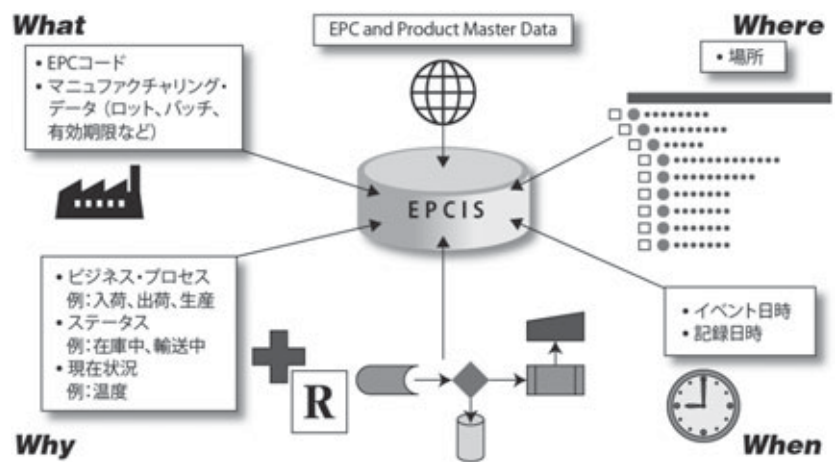 What
EPC and Product Master Data
Where
• EPCコード
• マニュファクチャリング・
データ（ロット、バッチ、
有効期限など）
• 場所
EPCIS
• ビジネス・プロセス
例：入荷、出荷、生産
• ステータス
例：在庫中、輸送中
• 現在状況
例：温度
R
• イベント日時
• 記録日時
Why
When